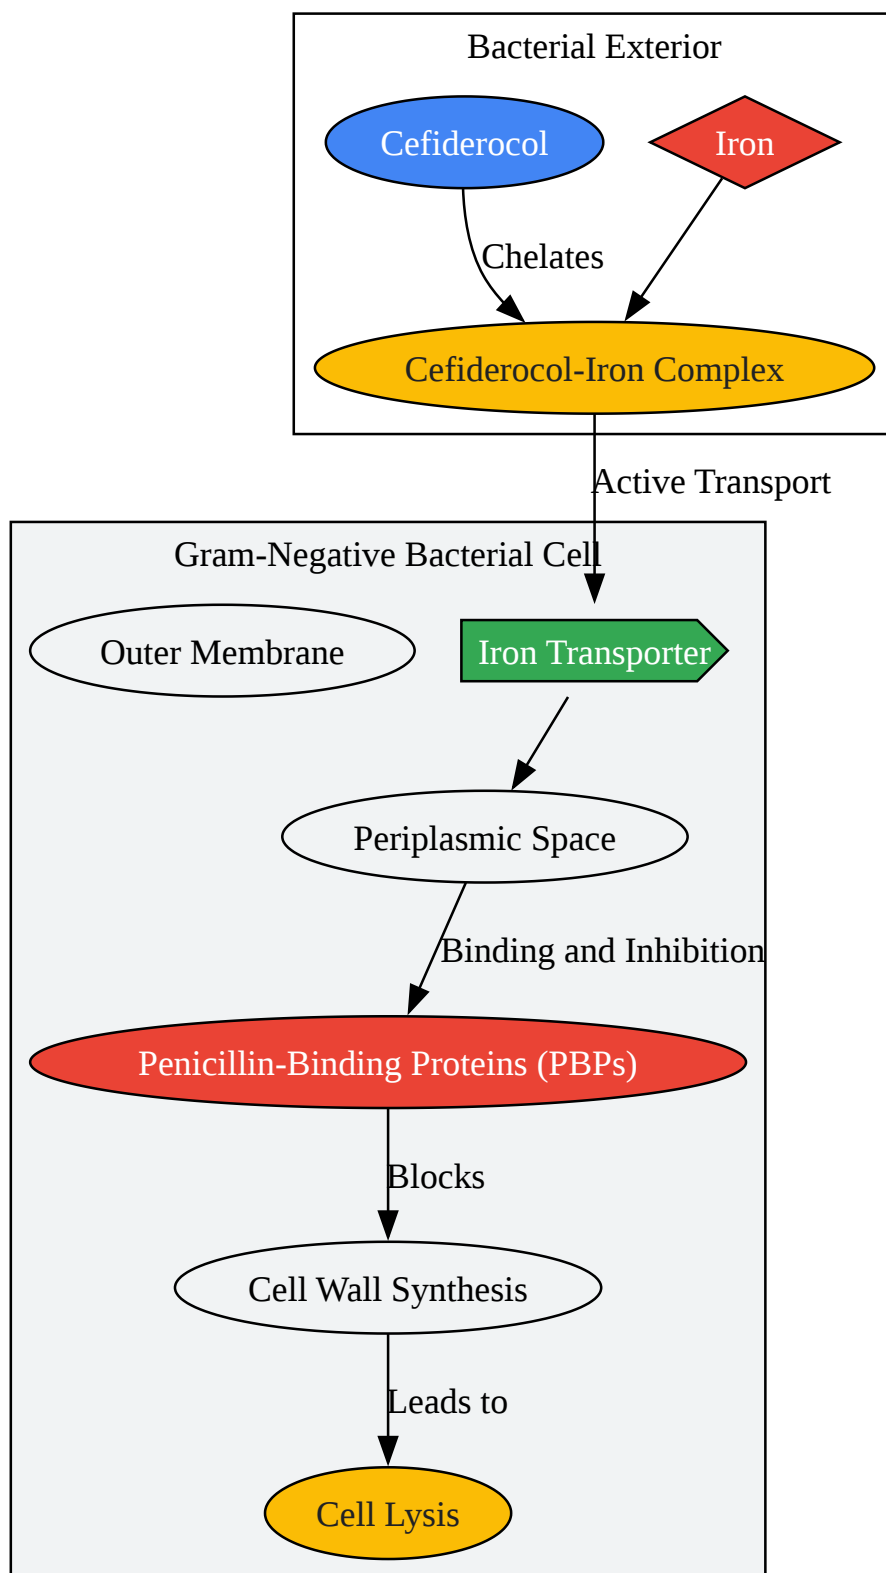 Bacterial Exterior
Cefiderocol
Iron
Chelates
Cefiderocol-Iron Complex
Active Transport
Gram-Negative Bacterial Cell
Outer Membrane
Iron Transporter
Periplasmic Space
Binding and Inhibition
Penicillin-Binding Proteins (PBPs)
Blocks
Cell Wall Synthesis
Leads to
Cell Lysis